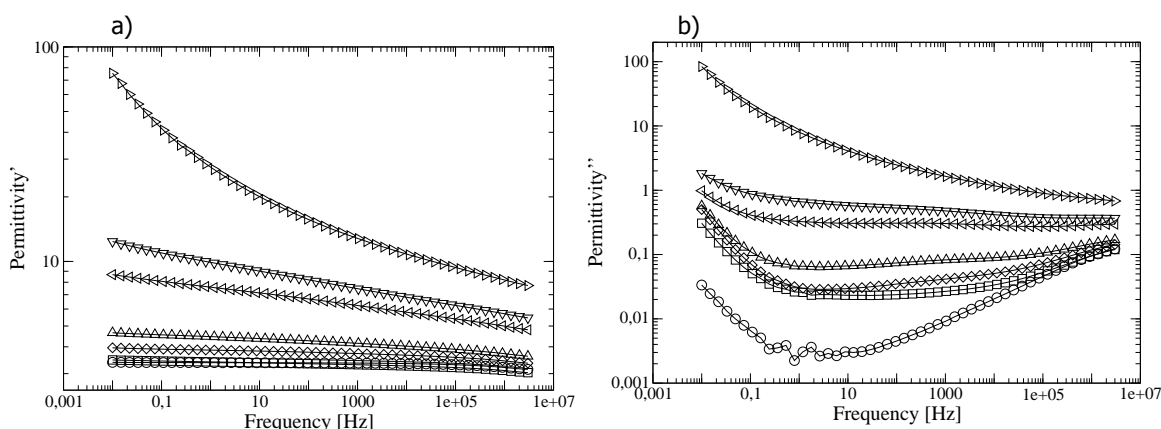 a)
100
10
Permittivity'
0,001 0,1 10 1000 1e+05 1e+07
Frequency [Hz]
b)
100
10
1
0,1
0,01
0,001
Permittivity''
0,001 0,1 10 1000 1e+05 1e+07
Frequency [Hz]